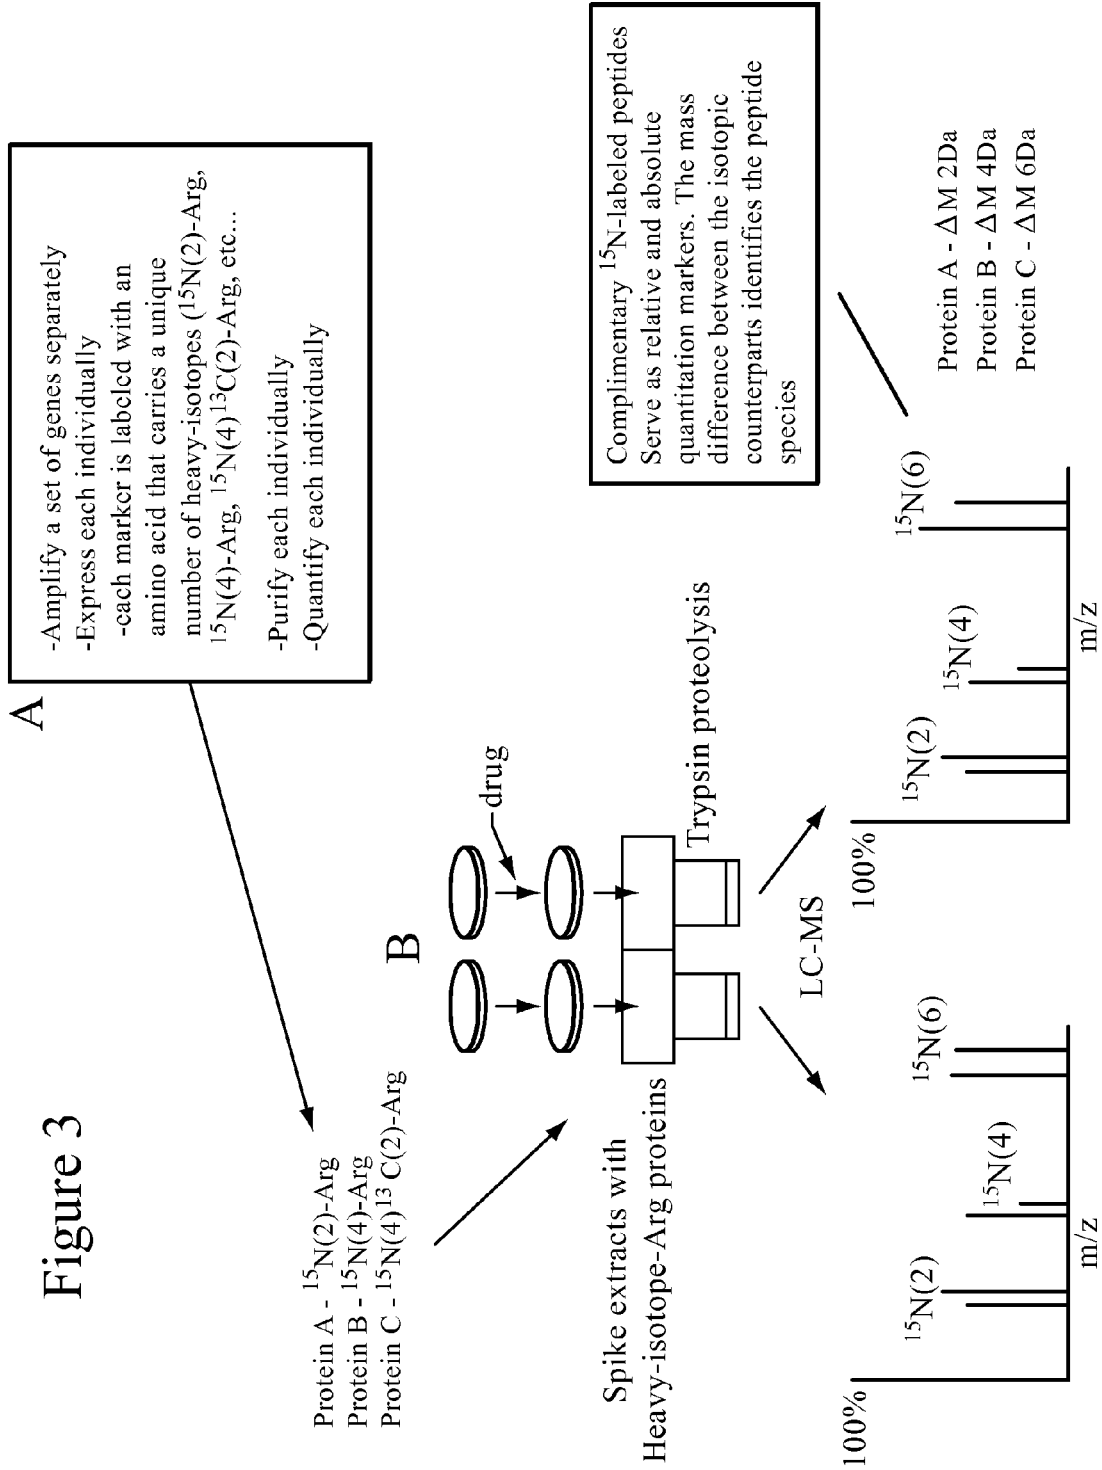 Figure 3
A
-Amplify a set of genes separately
-Express each individually
-each marker is labeled with an
amino acid that carries a unique
number of heavy-isotopes (¹⁵N(2)-Arg,
¹⁵N(4)-Arg, ¹⁵N(4)¹³C(2)-Arg, etc...
-Purify each individually
-Quantify each individually
Protein A - ¹⁵N(2)-Arg
Protein B - ¹⁵N(4)-Arg
Protein C - ¹⁵N(4)¹³C(2)-Arg
B
drug
Spike extracts with
Heavy-isotope-Arg proteins
Trypsin proteolysis
LC-MS
Complimentary ¹⁵N-labeled peptides
Serve as relative and absolute
quantitation markers. The mass
difference between the isotopic
counterparts identifies the peptide
species
100%
¹⁵N(2)
¹⁵N(4)
¹⁵N(6)
m/z
100%
¹⁵N(2)
¹⁵N(4)
¹⁵N(6)
m/z
Protein A - ΔM 2Da
Protein B - ΔM 4Da
Protein C - ΔM 6Da